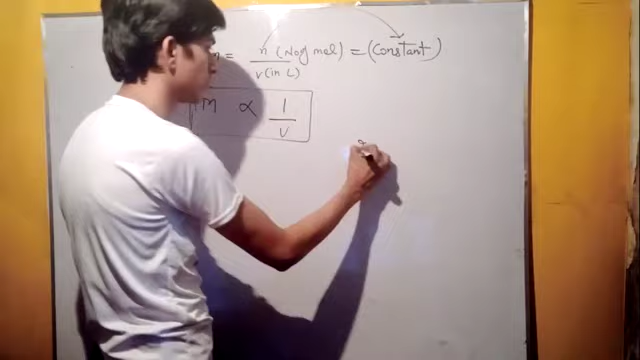 = n (No of mol) = (Constant)
v (in L)
m ∝ 1
v